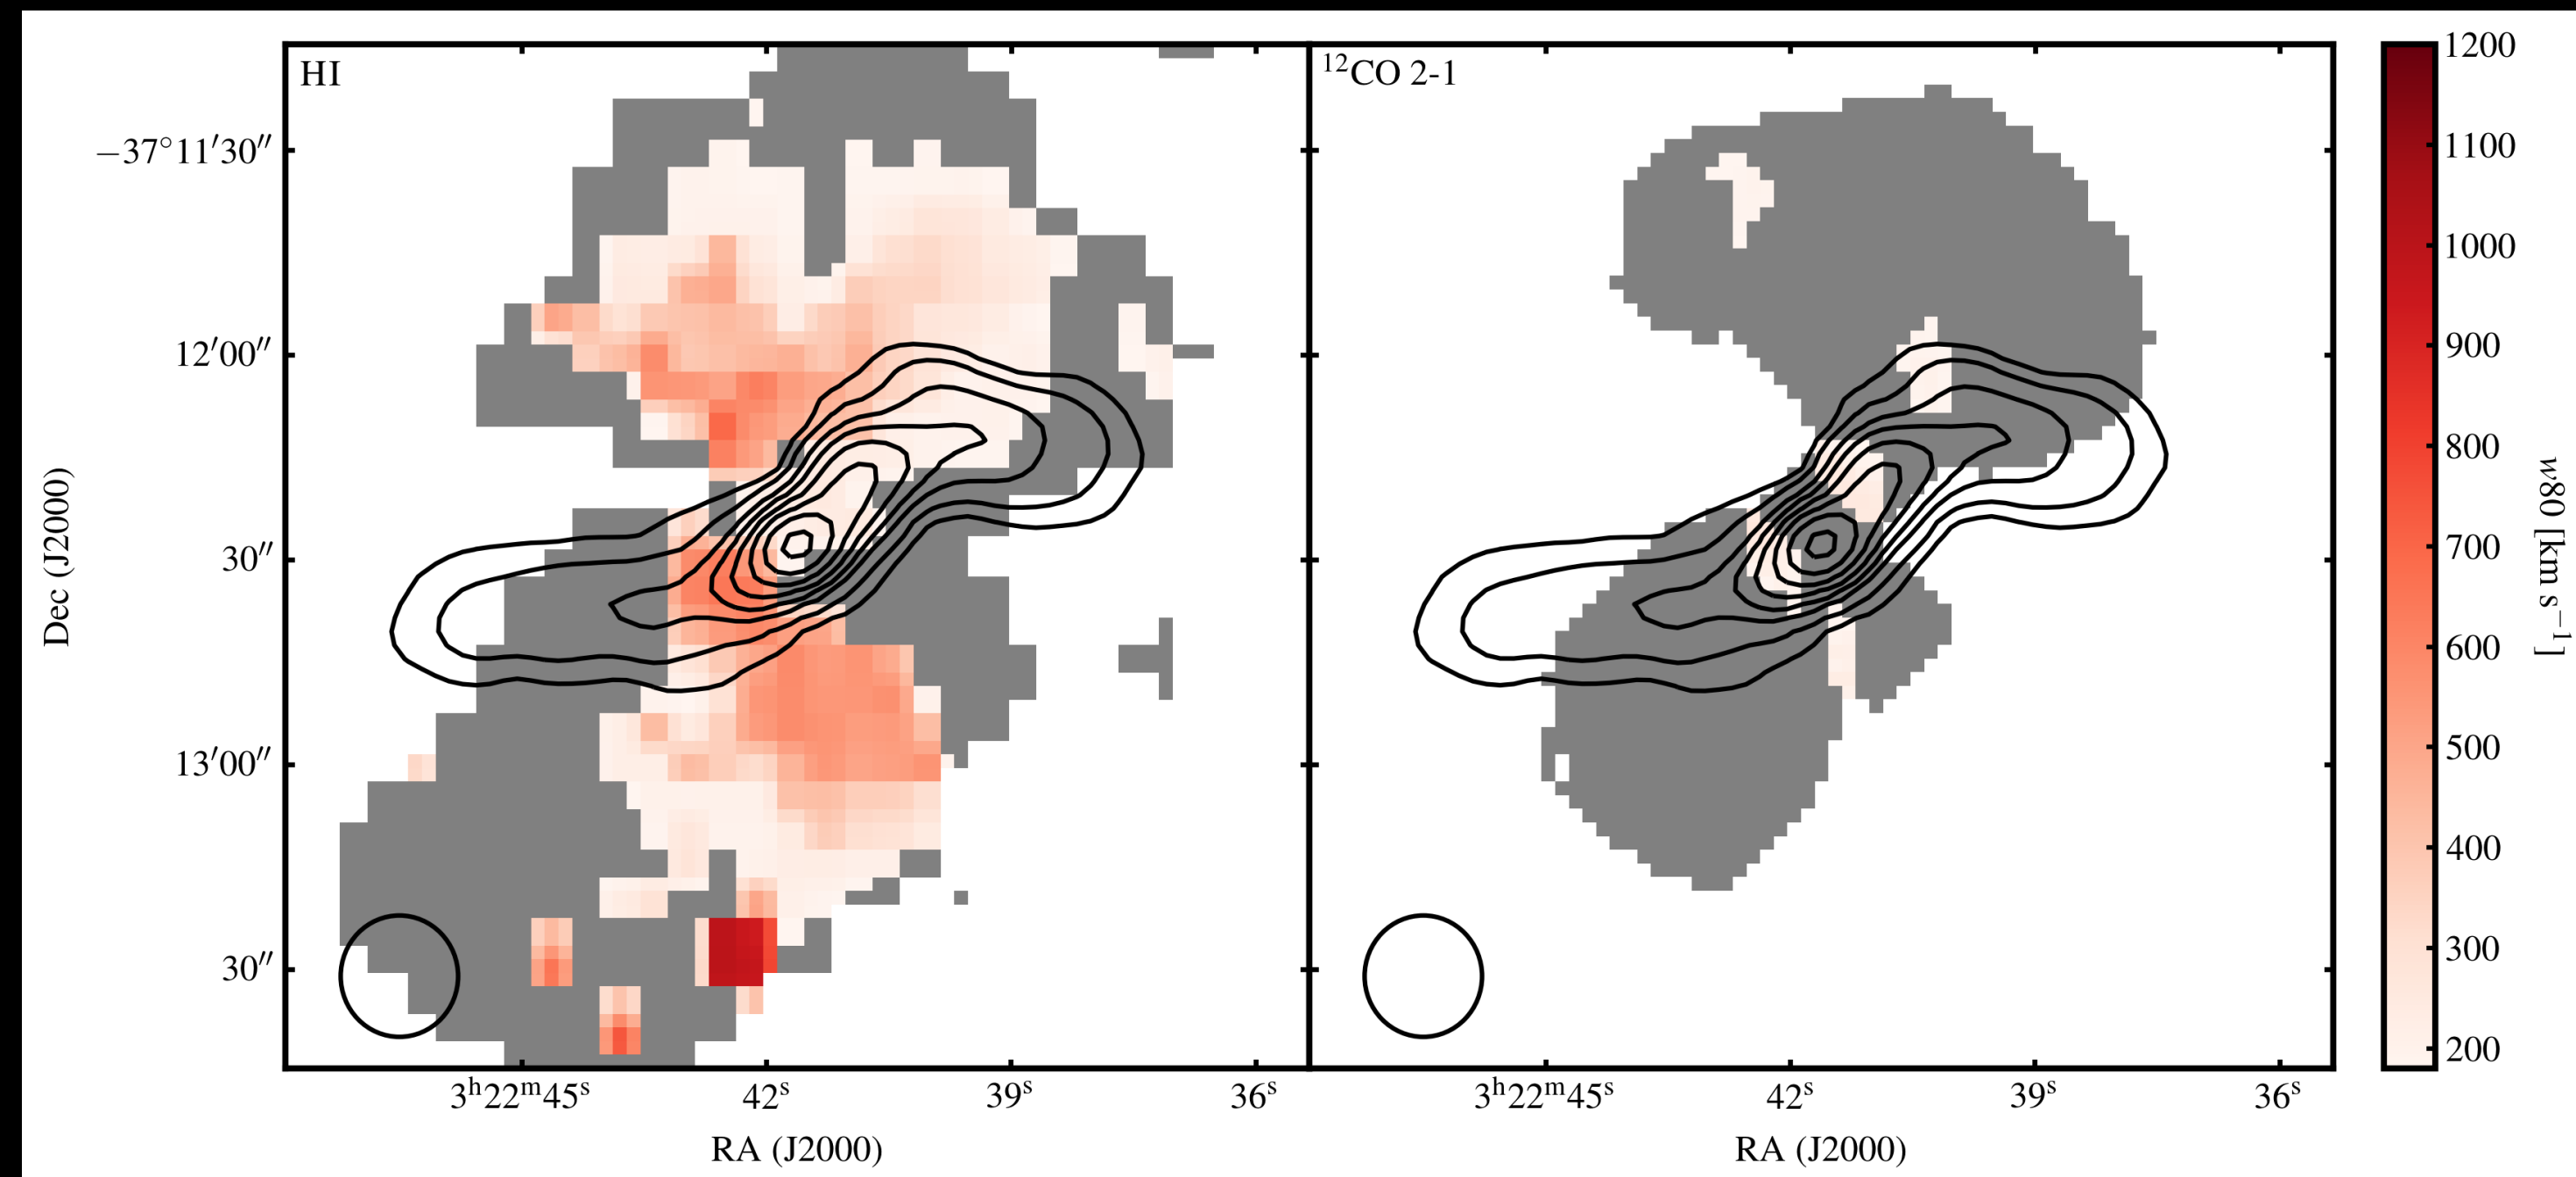 HI
¹²CO 2-1
−37°11′30″
12′00″
30″
13′00″
30″
Dec (J2000)
3ʰ22ᵐ45ˢ
42ˢ
39ˢ
36ˢ
3ʰ22ᵐ45ˢ
42ˢ
39ˢ
36ˢ
RA (J2000)
RA (J2000)
1200
1100
1000
900
800
700
600
500
400
300
200
w80 [km s⁻¹]